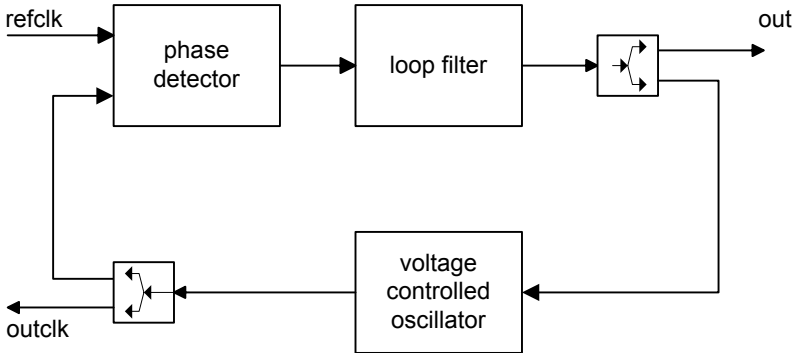 refclk
phase
detector
loop filter
out
voltage
controlled
oscillator
outclk